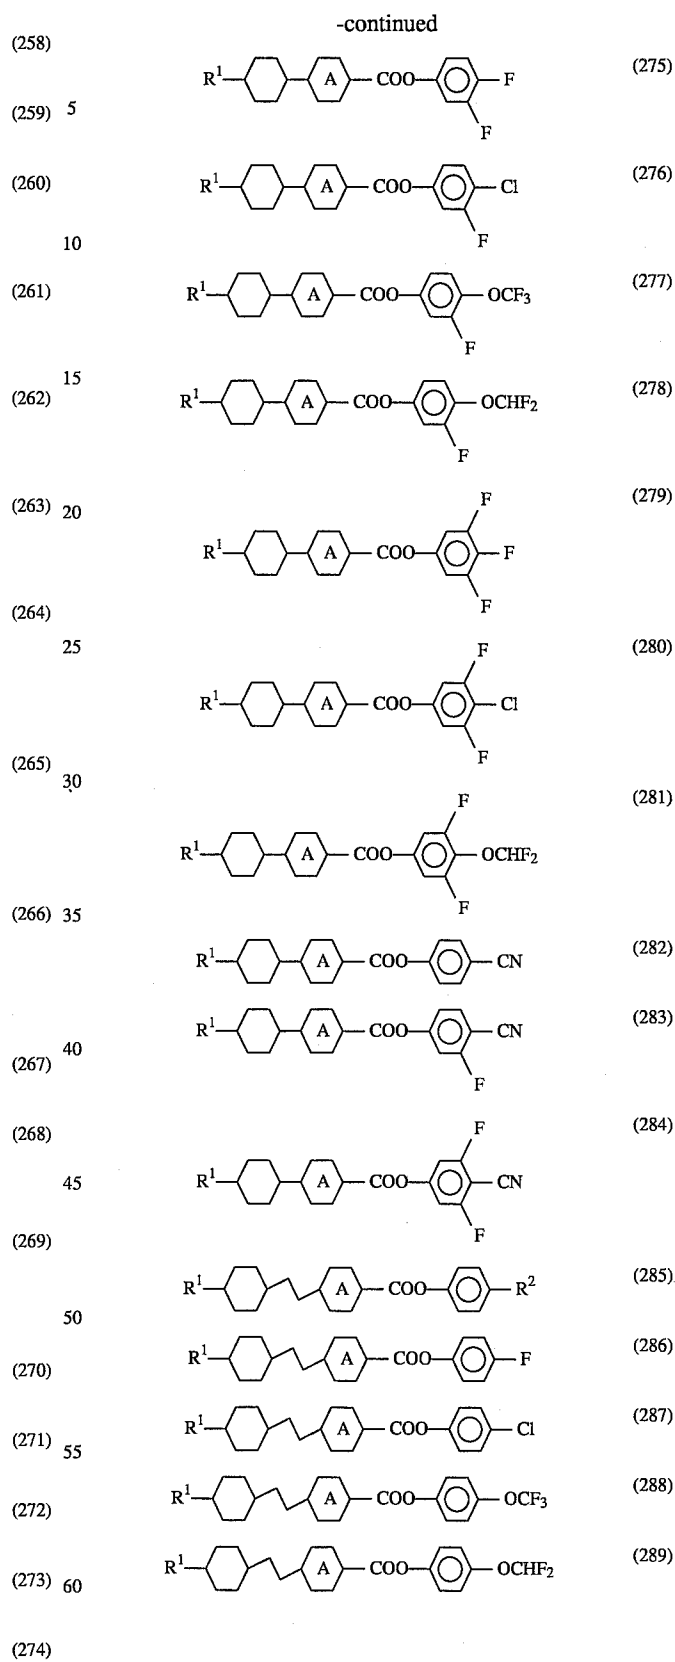 -continued
(258)
R¹ A COO F (275)
(259) 5
F
(260) R¹ A COO Cl (276)
10 F
(261) R¹ A COO OCF₃ (277)
F
15
(262) R¹ A COO OCHF₂ (278)
F
(263) 20 F (279)
R¹ A COO F
F
(264)
25 F (280)
R¹ A COO Cl
F
(265)
30
F (281)
R¹ A COO OCHF₂
F
(266) 35
R¹ A COO CN (282)
R¹ A COO CN (283)
40
(267) F
(268) F (284)
45 R¹ A COO CN
F
(269)
R¹ A COO R² (285)
50
R¹ A COO F (286)
(270)
R¹ A COO Cl (287)
(271) 55
R¹ A COO OCF₃ (288)
(272)
R¹ A COO OCHF₂ (289)
(273) 60
(274)